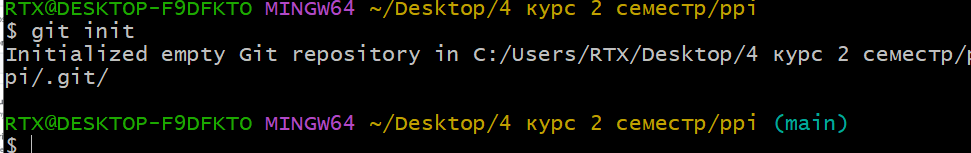 RTX@DESKTOP-F9DFKTO MINGW64 ~/Desktop/4 курс 2 семестр/ppi
$ git init
Initialized empty Git repository in C:/Users/RTX/Desktop/4 курс 2 семестр/p
pi/.git/
RTX@DESKTOP-F9DFKTO MINGW64 ~/Desktop/4 курс 2 семестр/ppi (main)
$